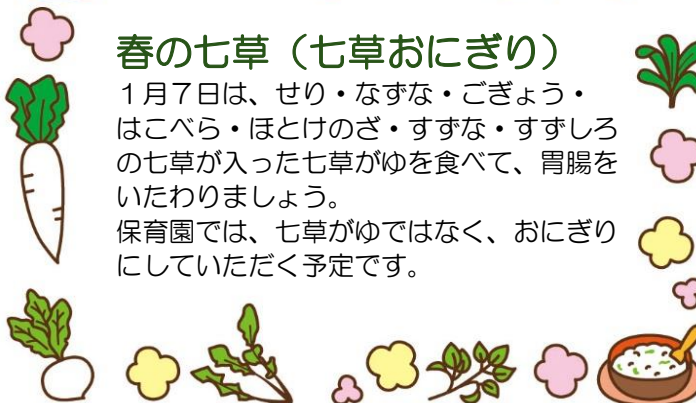 春の七草（七草おにぎり）
１月７日は、せり・なずな・ごぎょう・
はこべら・ほとけのざ・すずな・すずしろ
の七草が入った七草がゆを食べて、胃腸を
いたわりましょう。
保育園では、七草がゆではなく、おにぎり
にしていただく予定です。